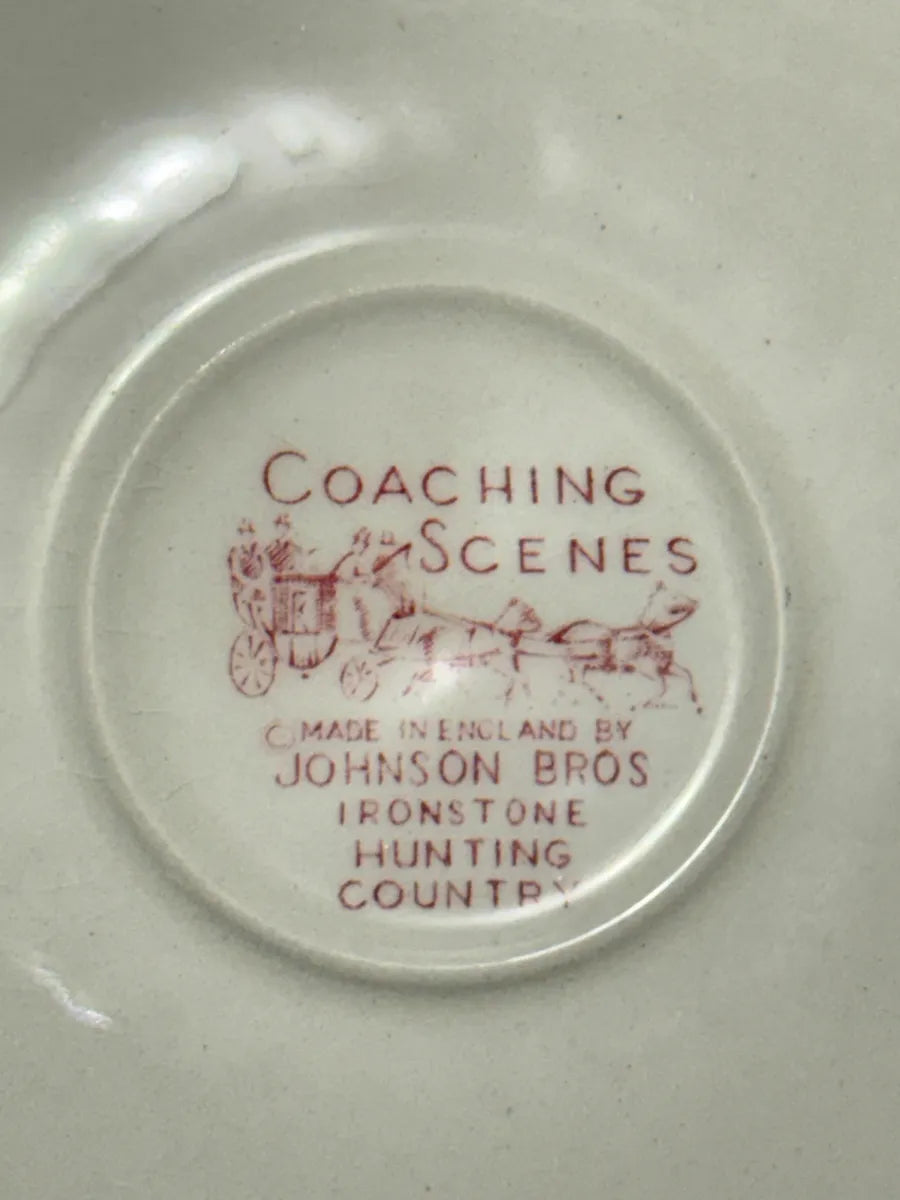 COACHING
SCENES
© MADE IN ENGLAND BY
JOHNSON BROS
IRONSTONE
HUNTING
COUNTRY